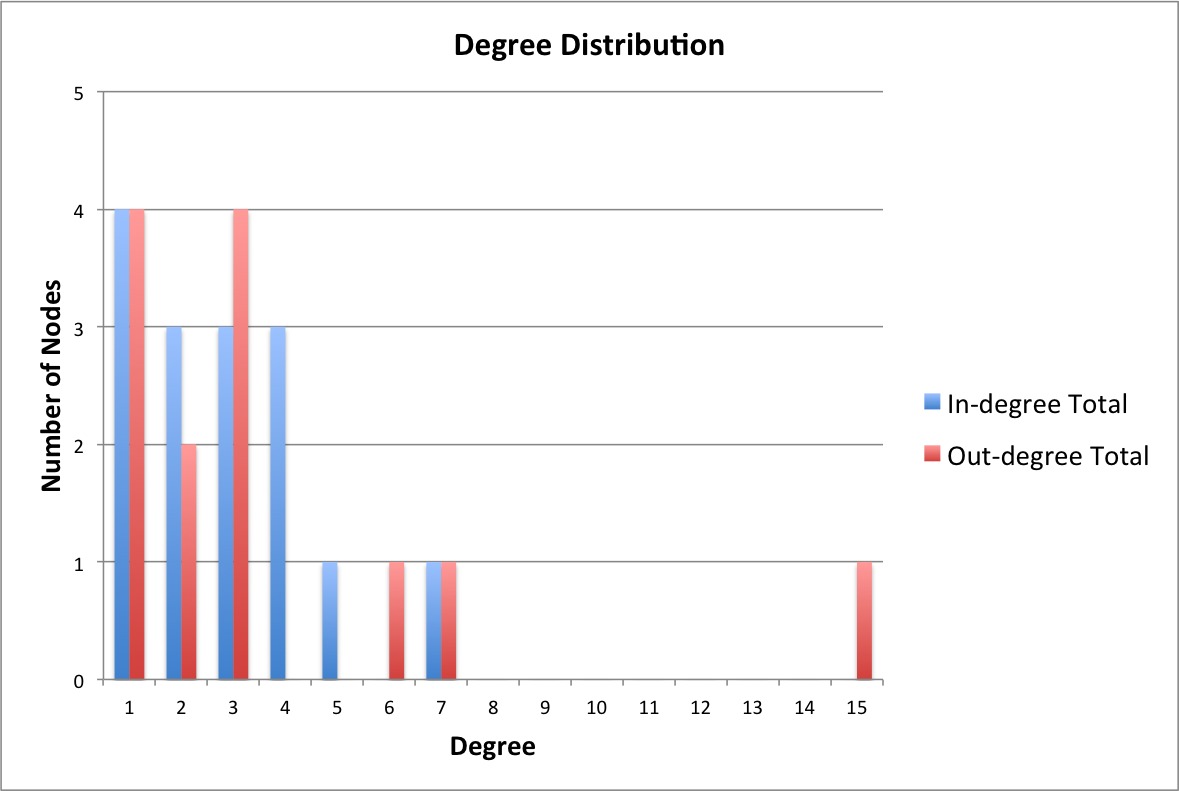 Degree Distribution
5
4
3
2
1
0
Number of Nodes
1 2 3 4 5 6 7 8 9 10 11 12 13 14 15
Degree
In-degree Total
Out-degree Total